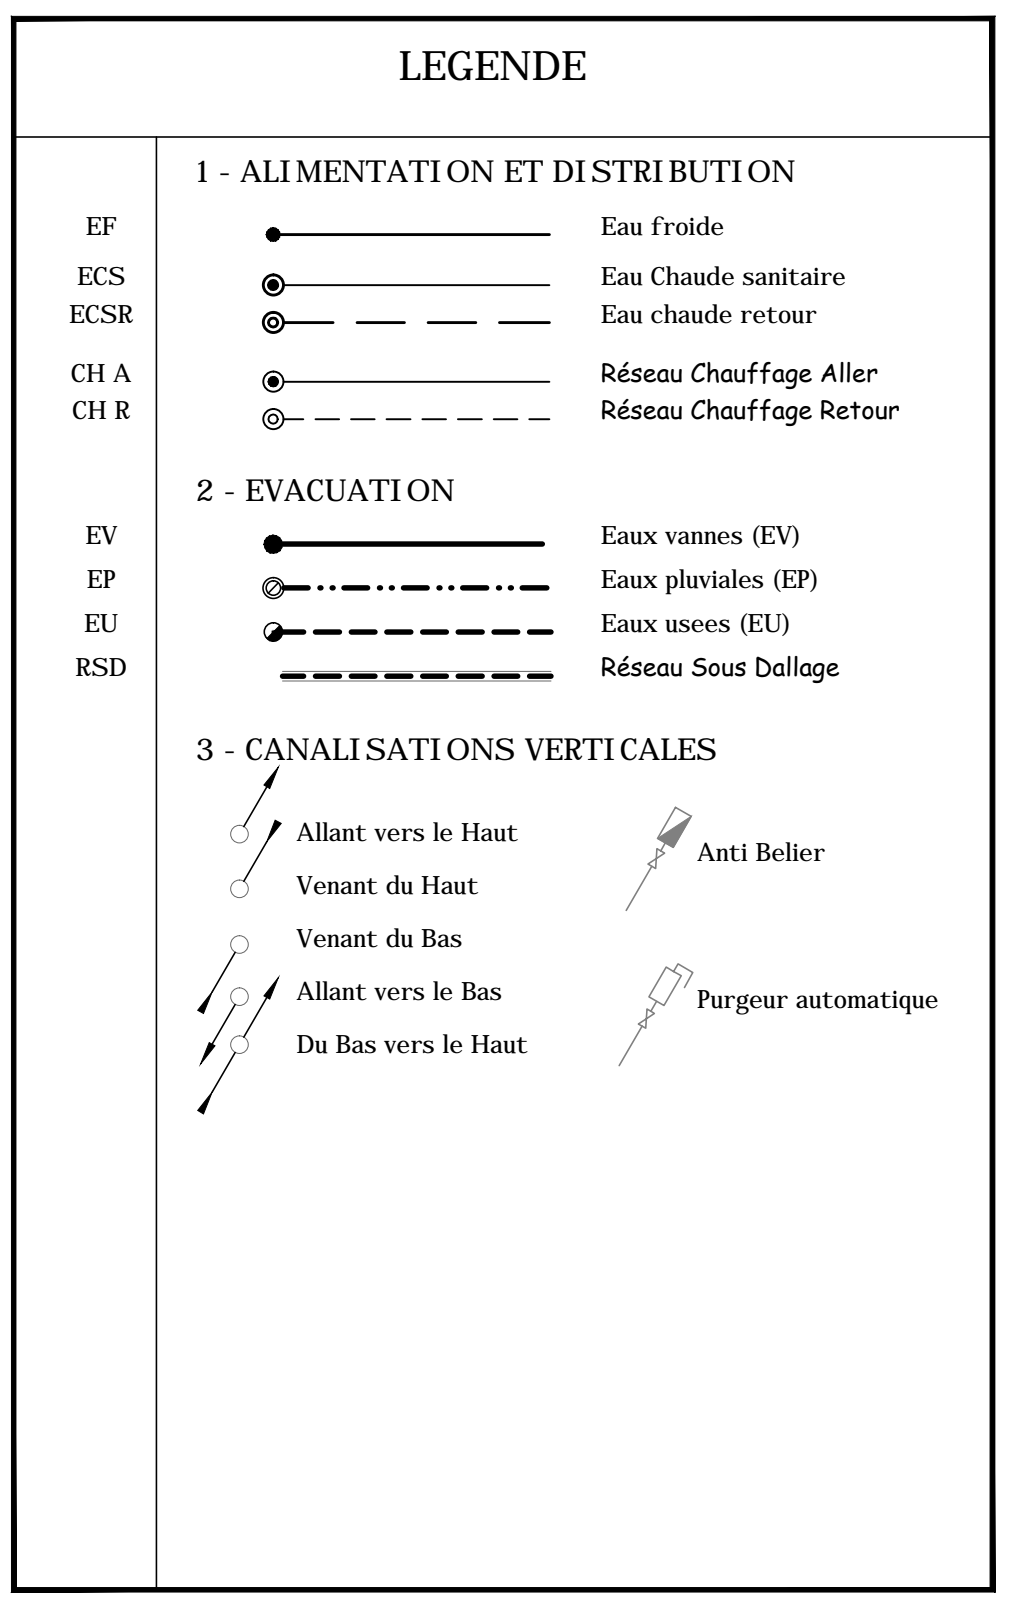 LEGENDE
1 - ALIMENTATION ET DISTRIBUTION
EF Eau froide
ECS Eau Chaude sanitaire
ECSR Eau chaude retour
CH A Réseau Chauffage Aller
CH R Réseau Chauffage Retour
2 - EVACUATION
EV Eaux vannes (EV)
EP Eaux pluviales (EP)
EU Eaux usees (EU)
RSD Réseau Sous Dallage
3 - CANALISATIONS VERTICALES
Allant vers le Haut
Venant du Haut
Venant du Bas
Allant vers le Bas
Du Bas vers le Haut
Anti Belier
Purgeur automatique